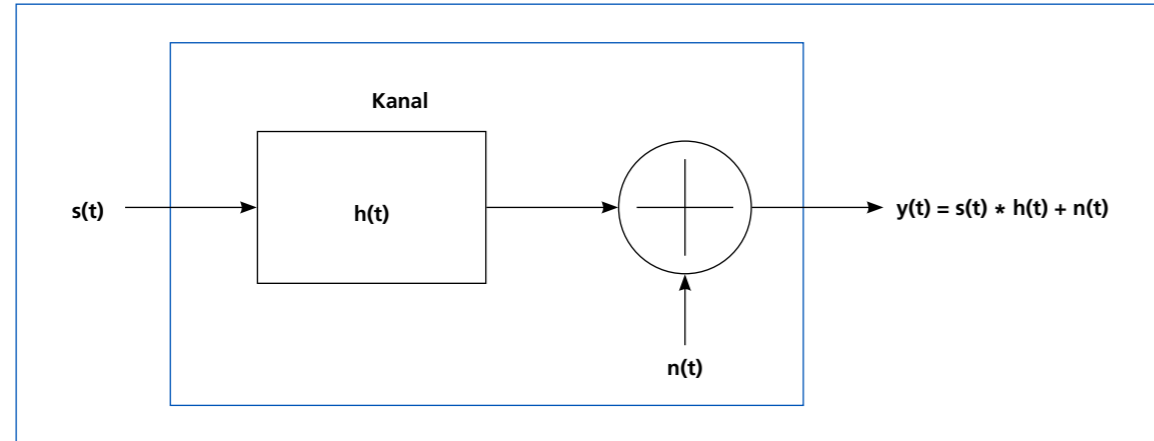 Kanal
s(t)
h(t)
y(t) = s(t) * h(t) + n(t)
n(t)